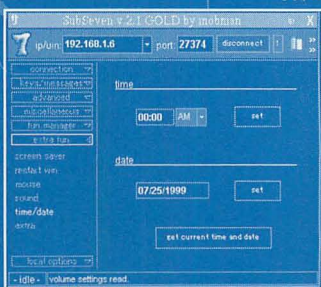 SubSeven v 2.1 GOLD by mobman
ip/uin: 192.168.1.6 port: 27374 disconnect !
connection
keys/messages
advanced
miscellaneous
fun manager
extra fun
screen saver
restart win
mouse
sound
time/date
extra
local options
time
00:00 AM set
date
07/25/1999 set
set current time and date
- idle - volume settings read.